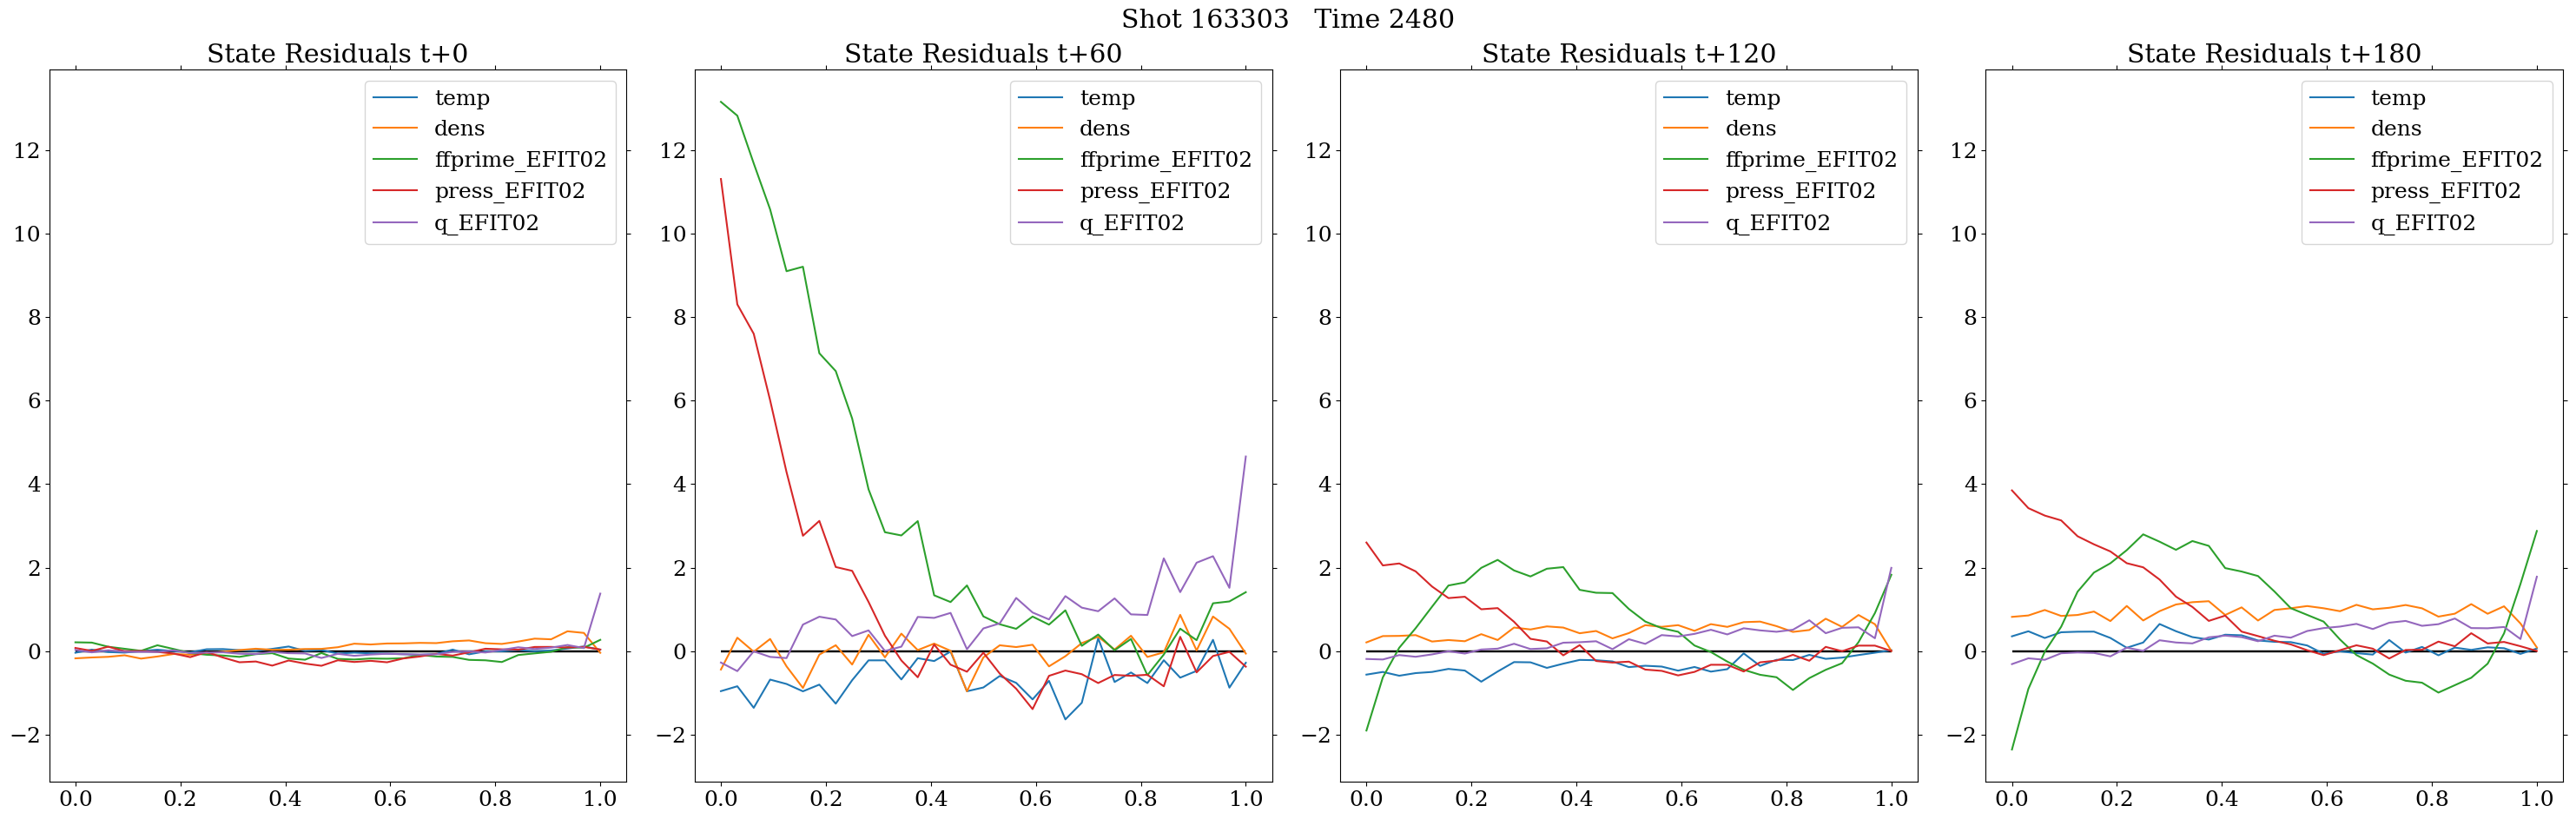 Shot 163303   Time 2480
State Residuals t+0
temp
dens
ffprime_EFIT02
press_EFIT02
q_EFIT02
12
10
8
6
4
2
0
−2
0.0 0.2 0.4 0.6 0.8 1.0
State Residuals t+60
temp
dens
ffprime_EFIT02
press_EFIT02
q_EFIT02
12
10
8
6
4
2
0
−2
0.0 0.2 0.4 0.6 0.8 1.0
State Residuals t+120
temp
dens
ffprime_EFIT02
press_EFIT02
q_EFIT02
12
10
8
6
4
2
0
−2
0.0 0.2 0.4 0.6 0.8 1.0
State Residuals t+180
temp
dens
ffprime_EFIT02
press_EFIT02
q_EFIT02
12
10
8
6
4
2
0
−2
0.0 0.2 0.4 0.6 0.8 1.0